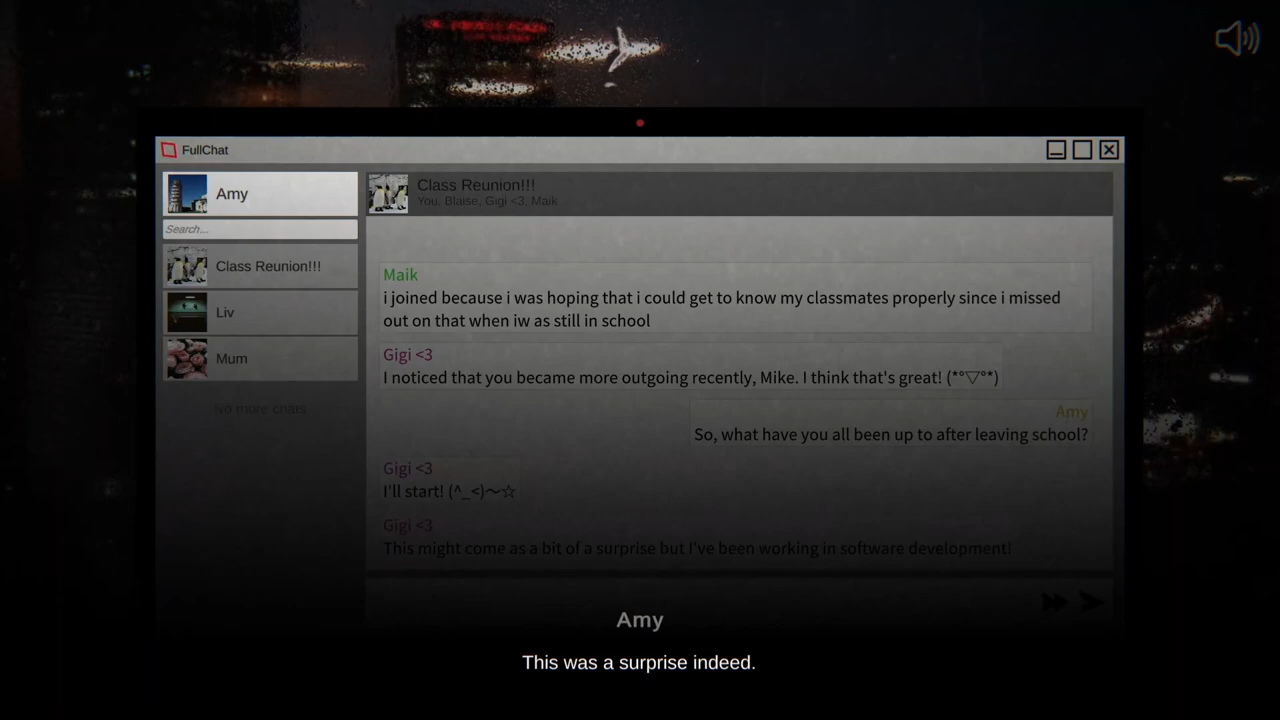 FullChat
Amy
Search...
Class Reunion!!!
Liv
Mum
No more chats
Class Reunion!!!
You, Blaise, Gigi <3, Maik
Maik
i joined because i was hoping that i could get to know my classmates properly since i missed
out on that when iw as still in school
Gigi <3
I noticed that you became more outgoing recently, Mike. I think that's great! (*°▽°*)
Amy
So, what have you all been up to after leaving school?
Gigi <3
I'll start! (^_<)〜☆
Gigi <3
This might come as a bit of a surprise but I've been working in software development!
Amy
This was a surprise indeed.